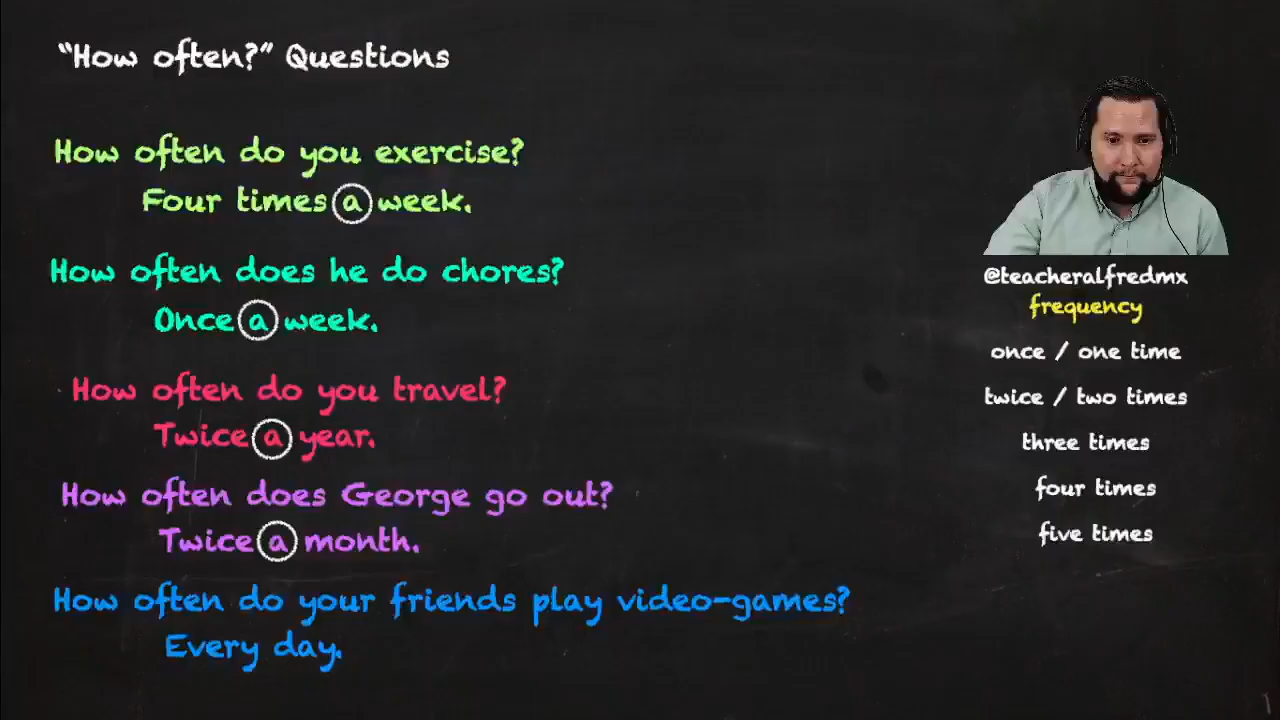 “How often?” Questions
How often do you exercise?
Four times a week.
How often does he do chores?
Once a week.
How often do you travel?
Twice a year.
How often does George go out?
Twice a month.
How often do your friends play video-games?
Every day.
@teacheralfredmx
frequency
once / one time
twice / two times
three times
four times
five times